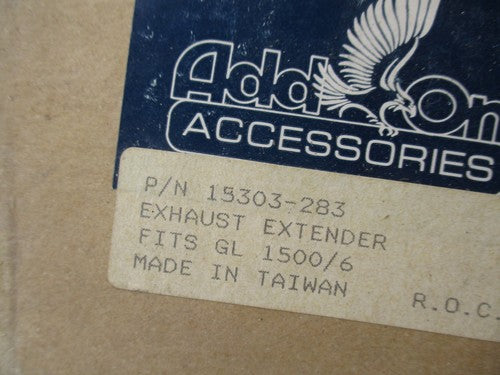 Add On
ACCESSORIES
P/N 15303-283
EXHAUST EXTENDER
FITS GL 1500/6
MADE IN TAIWAN R.O.C.